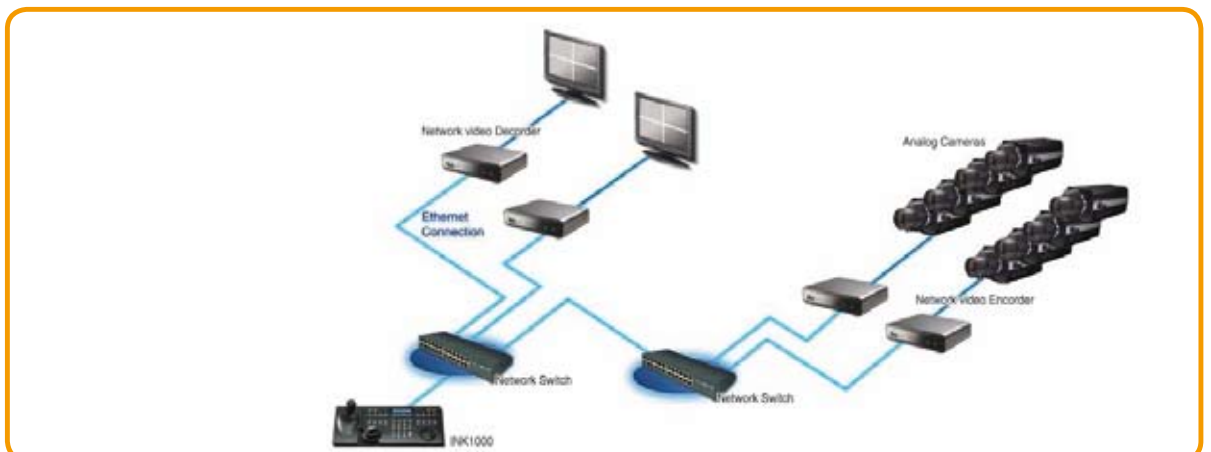 Network video Decorder
Analog Cameras
Ethernet
Connection
Network video Encorder
Network Switch
Network Switch
INK1000